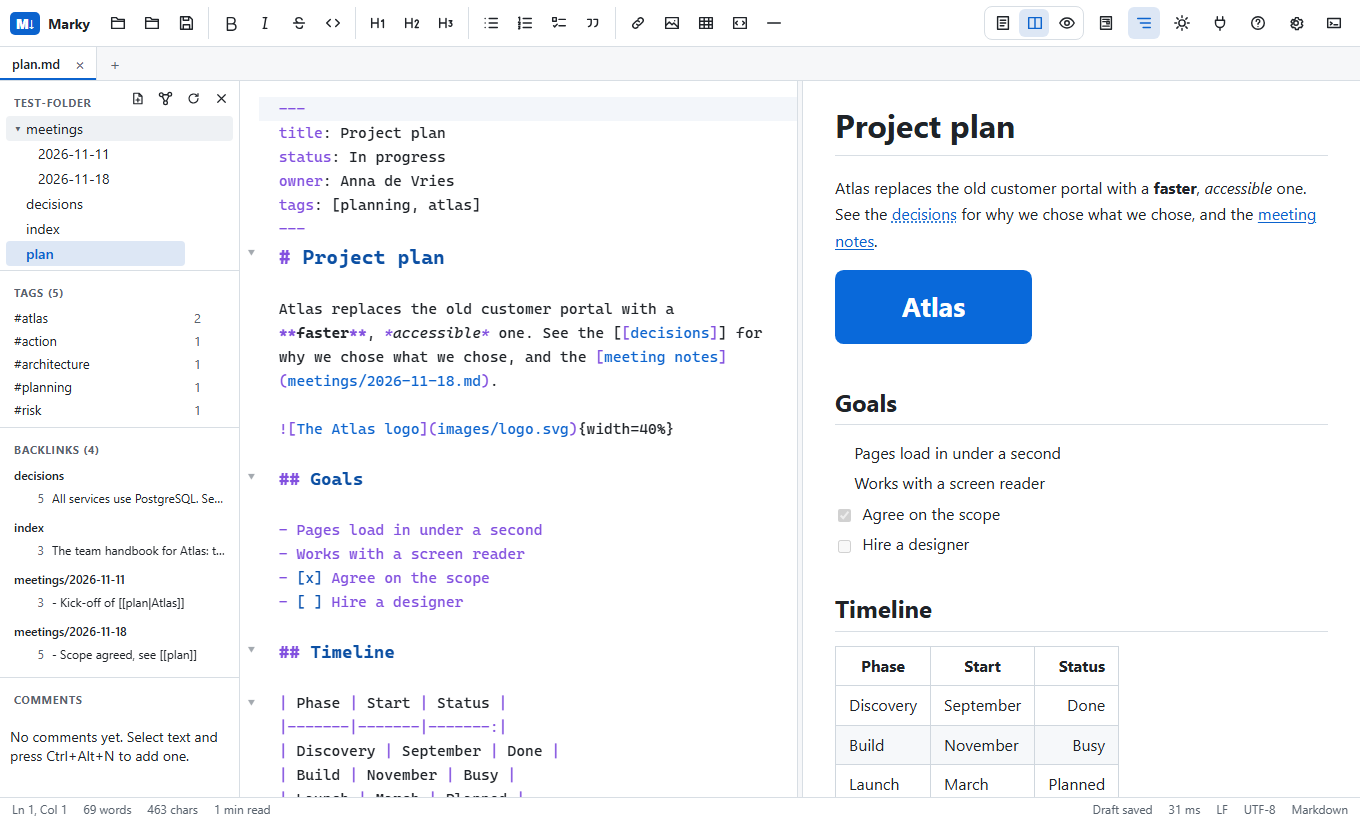 M↓ Marky
H1 H2 H3
plan.md × +
TEST-FOLDER
meetings
2026-11-11
2026-11-18
decisions
index
plan
TAGS (5)
#atlas 2
#action 1
#architecture 1
#planning 1
#risk 1
BACKLINKS (4)
decisions
5 All services use PostgreSQL. Se...
index
3 The team handbook for Atlas: t...
meetings/2026-11-11
3 - Kick-off of [[plan|Atlas]]
meetings/2026-11-18
5 - Scope agreed, see [[plan]]
COMMENTS
No comments yet. Select text and
press Ctrl+Alt+N to add one.
---
title: Project plan
status: In progress
owner: Anna de Vries
tags: [planning, atlas]
---
# Project plan
Atlas replaces the old customer portal with a
**faster**, *accessible* one. See the [[decisions]] for
why we chose what we chose, and the [meeting notes]
(meetings/2026-11-18.md).
![The Atlas logo](images/logo.svg){width=40%}
## Goals
- Pages load in under a second
- Works with a screen reader
- [x] Agree on the scope
- [ ] Hire a designer
## Timeline
| Phase | Start | Status |
|-------|-------|-------:|
| Discovery | September | Done |
| Build | November | Busy |
| Launch | March | Planned |
Project plan
Atlas replaces the old customer portal with a faster, accessible one.
See the decisions for why we chose what we chose, and the meeting
notes.
Atlas
Goals
Pages load in under a second
Works with a screen reader
Agree on the scope
Hire a designer
Timeline
Phase Start Status
Discovery September Done
Build November Busy
Launch March Planned
Ln 1, Col 1 69 words 463 chars 1 min read Draft saved 31 ms LF UTF-8 Markdown